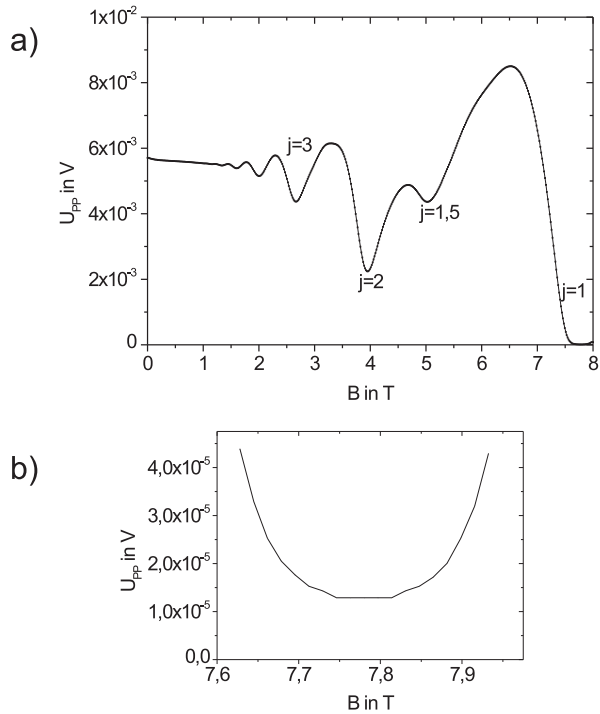 a)
1x10⁻²
8x10⁻³
6x10⁻³
4x10⁻³
2x10⁻³
0
U_PP in V
j=3
j=2
j=1,5
j=1
0 1 2 3 4 5 6 7 8
B in T
b)
4,0x10⁻⁵
3,0x10⁻⁵
2,0x10⁻⁵
1,0x10⁻⁵
0,0
U_PP in V
7,6 7,7 7,8 7,9
B in T